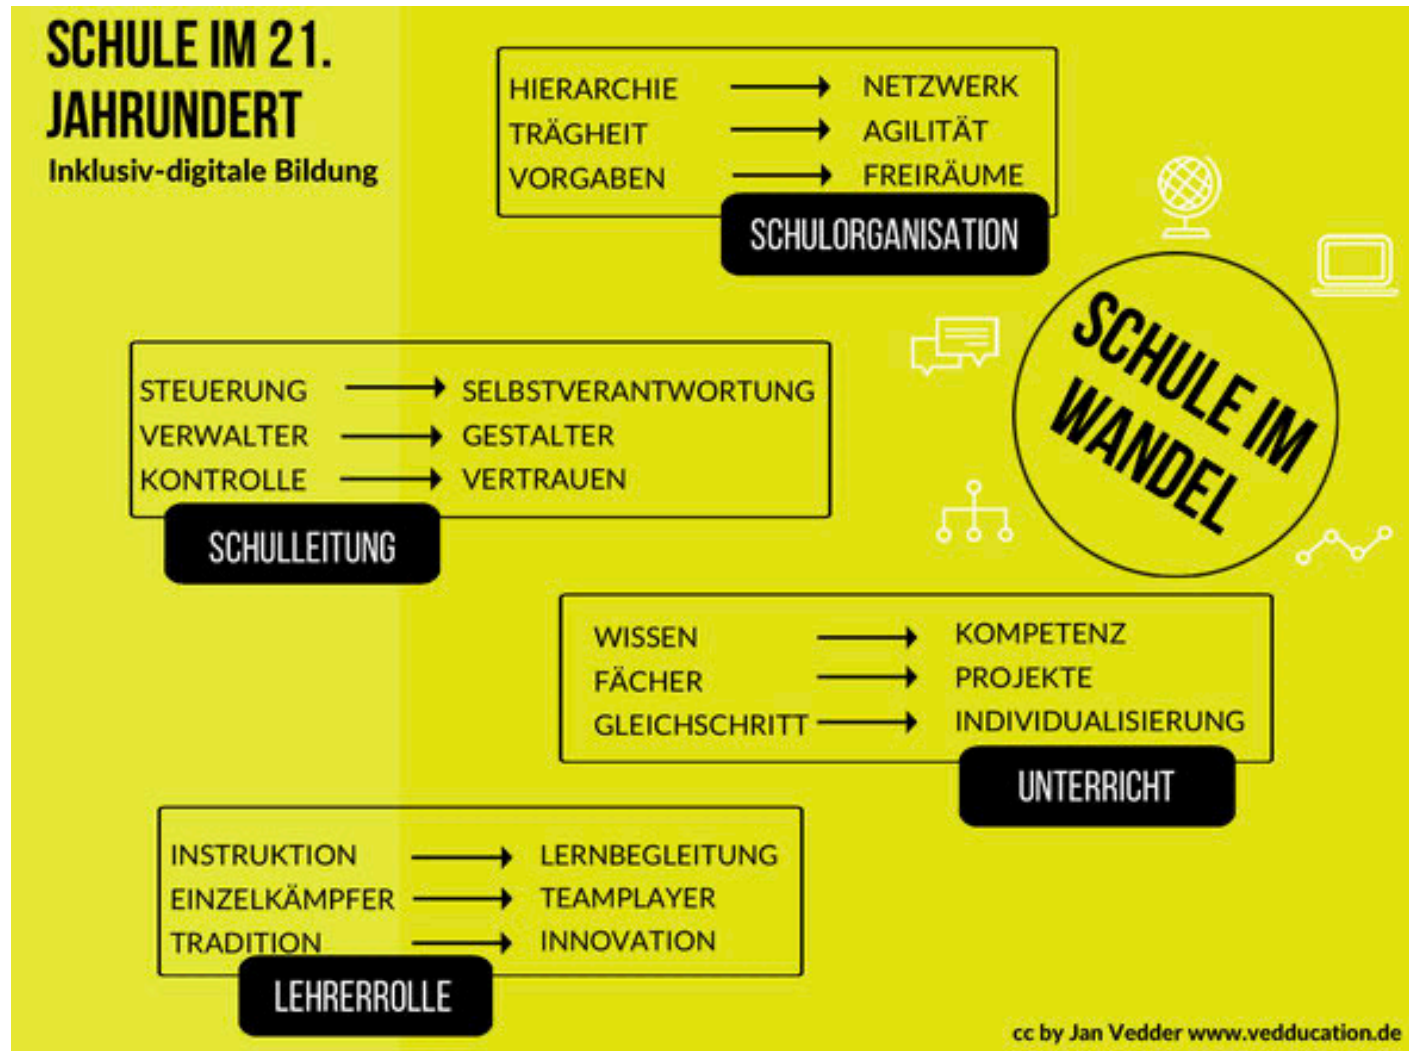 SCHULE IM 21.
JAHRUNDERT
Inklusiv-digitale Bildung
HIERARCHIE → NETZWERK
TRÄGHEIT → AGILITÄT
VORGABEN → FREIRÄUME
SCHULORGANISATION
SCHULE IM
WANDEL
STEUERUNG → SELBSTVERANTWORTUNG
VERWALTER → GESTALTER
KONTROLLE → VERTRAUEN
SCHULLEITUNG
WISSEN → KOMPETENZ
FÄCHER → PROJEKTE
GLEICHSCHRITT → INDIVIDUALISIERUNG
UNTERRICHT
INSTRUKTION → LERNBEGLEITUNG
EINZELKÄMPFER → TEAMPLAYER
TRADITION → INNOVATION
LEHRERROLLE
cc by Jan Vedder www.vedducation.de